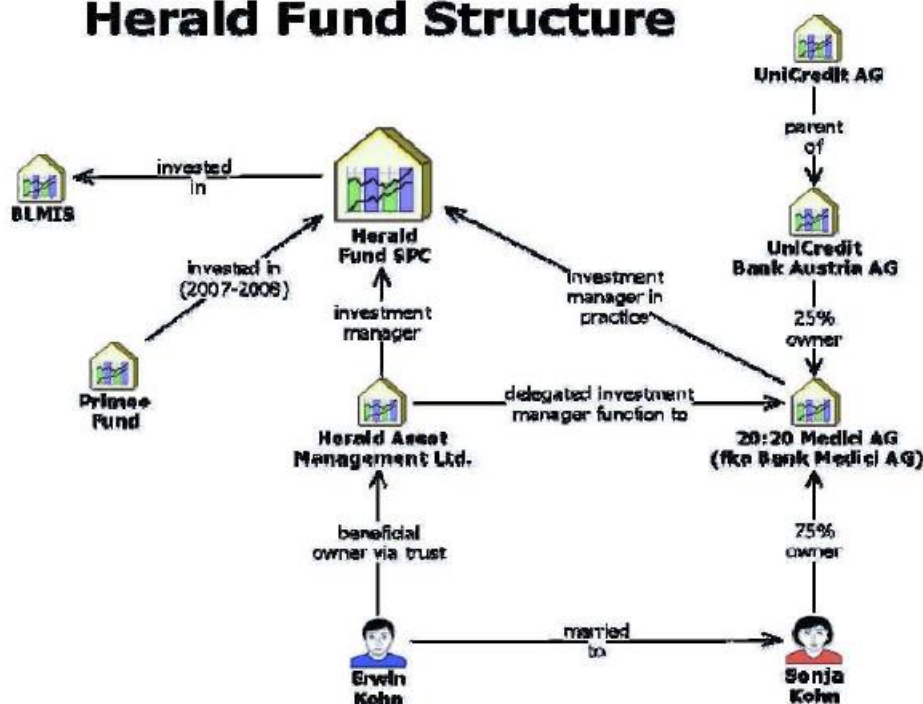 Herald Fund Structure
UniCredit AG
parent
of
invested
in
BLMIS
Herald
Fund SPC
UniCredit
Bank Austria AG
invested in
(2007-2008)
investment
manager in
practice
investment
manager
25%
owner
Primeo
Fund
delegated investment
manager function to
Herald Asset
Management Ltd.
20:20 Medici AG
(fka Bank Medici AG)
beneficial
owner via trust
75%
owner
married
to
Erwin
Kohn
Sonja
Kohn